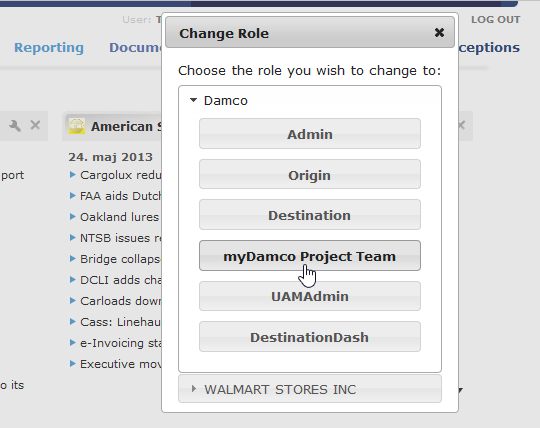 User: T
LOG OUT
Reporting
Docum
ceptions
Change Role
Choose the role you wish to change to:
Damco
Admin
Origin
Destination
myDamco Project Team
UAMAdmin
DestinationDash
WALMART STORES INC
port
o its
American S
24. maj 2013
Cargolux redu
FAA aids Dutch
Oakland lures
NTSB issues re
Bridge collaps
DCLI adds cha
Carloads down
Cass: Linehau
e-Invoicing sta
Executive mov